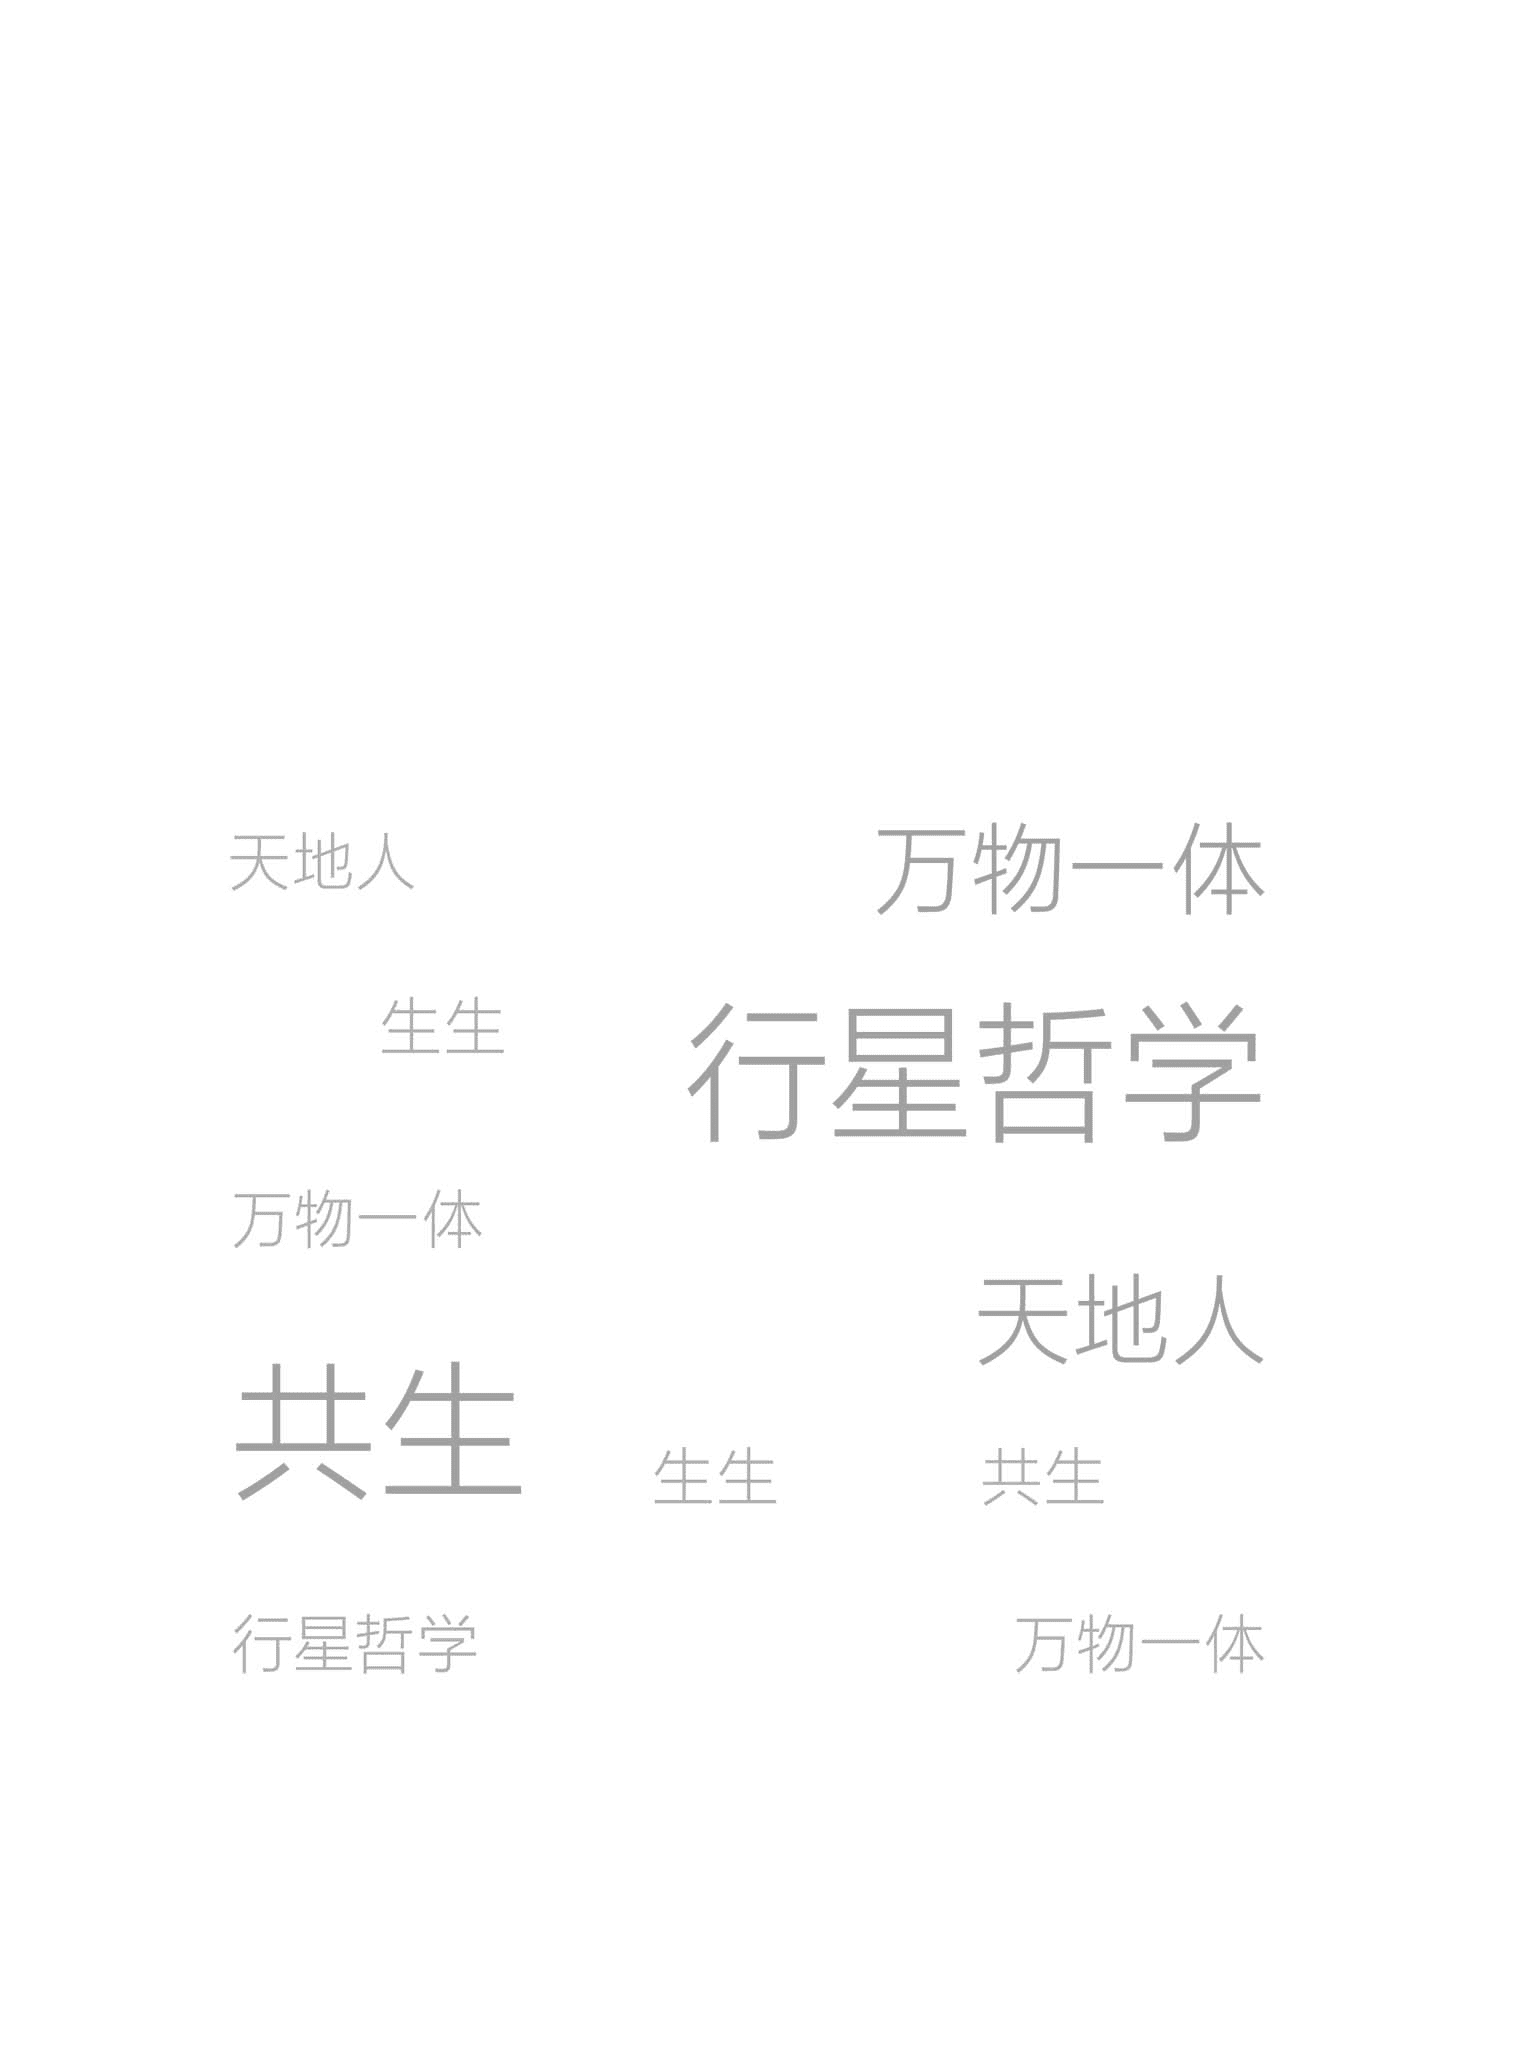 天地人
万物一体
生生
行星哲学
万物一体
天地人
共生
生生
共生
行星哲学
万物一体